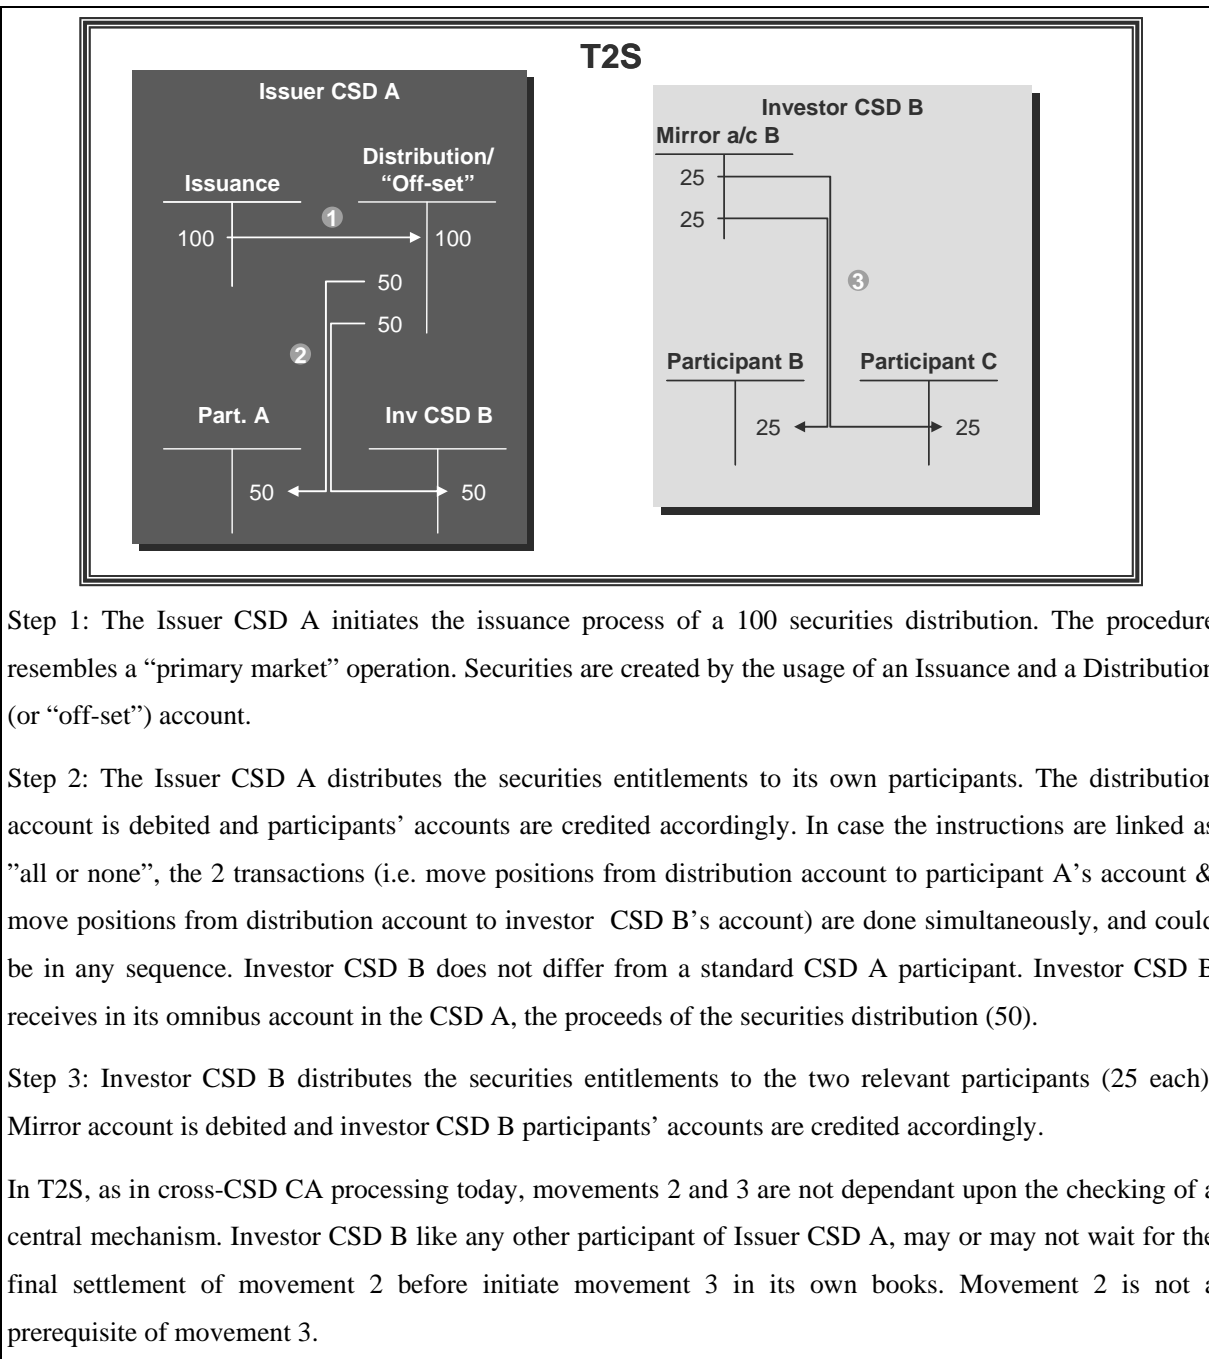 T2S
Issuer CSD A
Issuance
Distribution/
“Off-set”
1
100
100
50
50
2
Part. A
Inv CSD B
50
50
Investor CSD B
Mirror a/c B
25
25
3
Participant B
Participant C
25
25
Step 1: The Issuer CSD A initiates the issuance process of a 100 securities distribution. The procedure
resembles a “primary market” operation. Securities are created by the usage of an Issuance and a Distribution
(or “off-set”) account.
Step 2: The Issuer CSD A distributes the securities entitlements to its own participants. The distribution
account is debited and participants’ accounts are credited accordingly. In case the instructions are linked as
”all or none”, the 2 transactions (i.e. move positions from distribution account to participant A’s account &
move positions from distribution account to investor CSD B’s account) are done simultaneously, and could
be in any sequence. Investor CSD B does not differ from a standard CSD A participant. Investor CSD B
receives in its omnibus account in the CSD A, the proceeds of the securities distribution (50).
Step 3: Investor CSD B distributes the securities entitlements to the two relevant participants (25 each)
Mirror account is debited and investor CSD B participants’ accounts are credited accordingly.
In T2S, as in cross-CSD CA processing today, movements 2 and 3 are not dependant upon the checking of a
central mechanism. Investor CSD B like any other participant of Issuer CSD A, may or may not wait for the
final settlement of movement 2 before initiate movement 3 in its own books. Movement 2 is not a
prerequisite of movement 3.